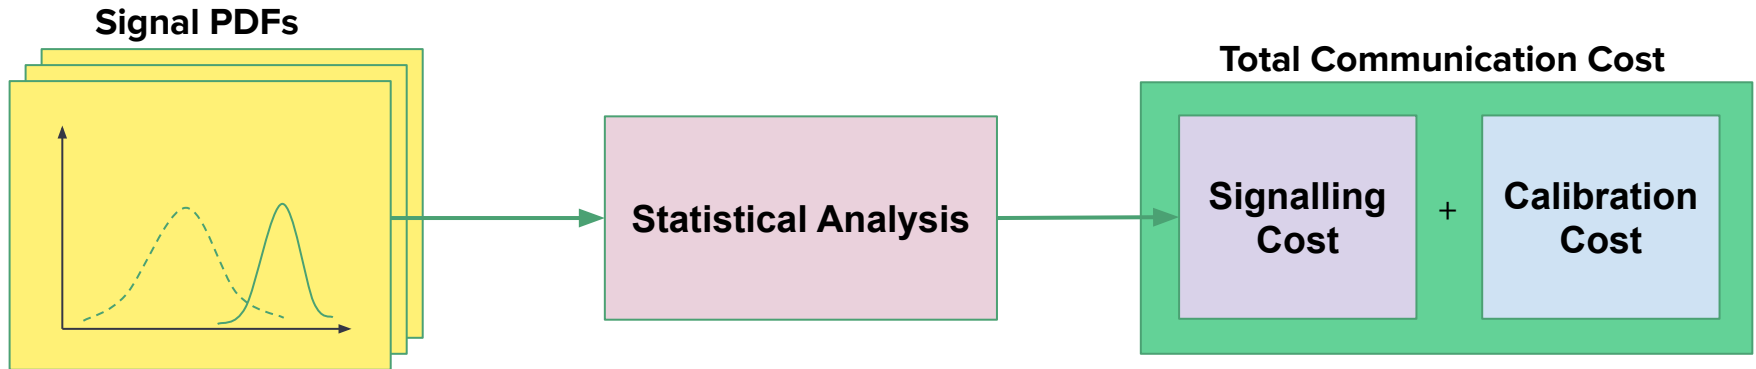 Signal PDFs
Total Communication Cost
Statistical Analysis
Signalling
Cost
+
Calibration
Cost